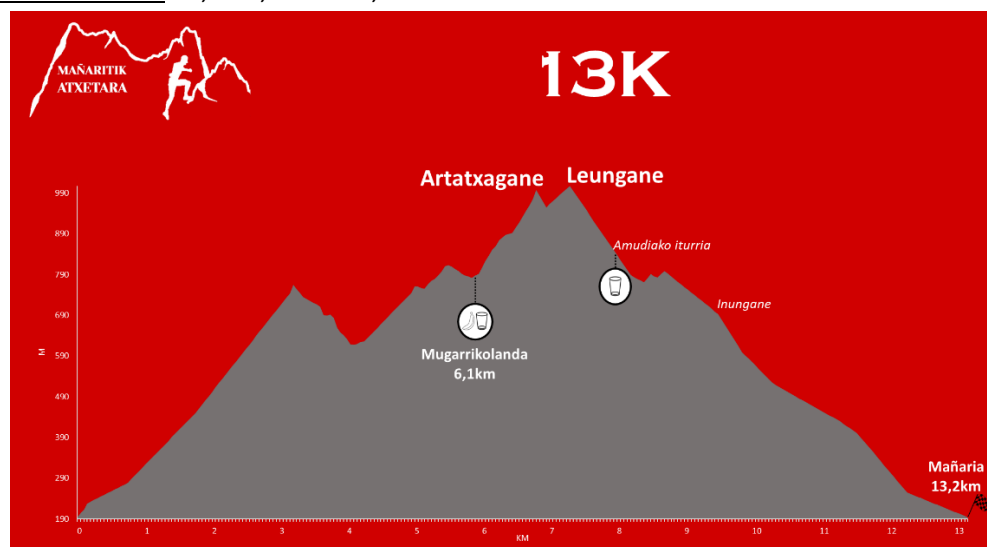 MAÑARITIK
ATXETARA
13K
Artatxagane
Leungane
Amudiako iturria
Inungane
Mugarrikolanda
6,1km
Mañaria
13,2km
M
990
890
790
690
590
490
390
290
190
0 1 2 3 4 5 6 7 8 9 10 11 12 13
KM